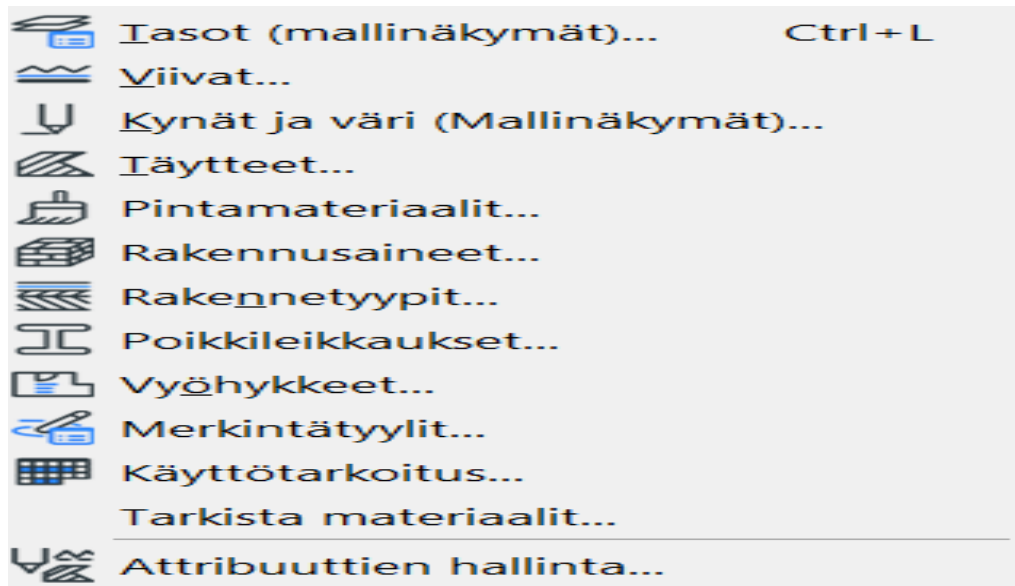 Tasot (mallinäkymät)... Ctrl+L
Viivat...
Kynät ja väri (Mallinäkymät)...
Täytteet...
Pintamateriaalit...
Rakennusaineet...
Rakennetyypit...
Poikkileikkaukset...
Vyöhykkeet...
Merkintätyylit...
Käyttötarkoitus...
Tarkista materiaalit...
Attribuuttien hallinta...